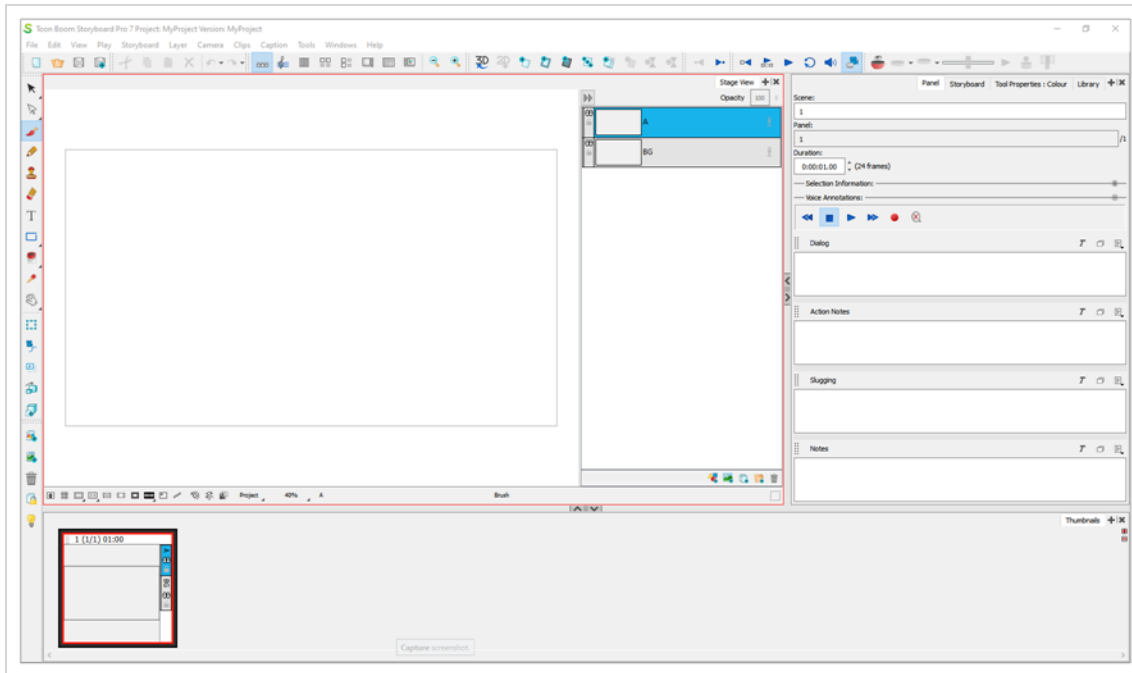 Toon Boom Storyboard Pro 7 Project: MyProject Version: MyProject
File Edit View Play Storyboard Layer Camera Clips Caption Tools Windows Help
3D 2D
Stage View
Panel Storyboard Tool Properties : Colour Library
Opacity 100
Scene:
1
A
Panel:
1 /1
BG
Duration:
0:00:01.00 (24 frames)
Selection Information:
Voice Annotations:
Dialog
Action Notes
Slugging
Notes
Project 40% A Brush
Thumbnails
1 (1/1) 01:00
Capture screenshot.